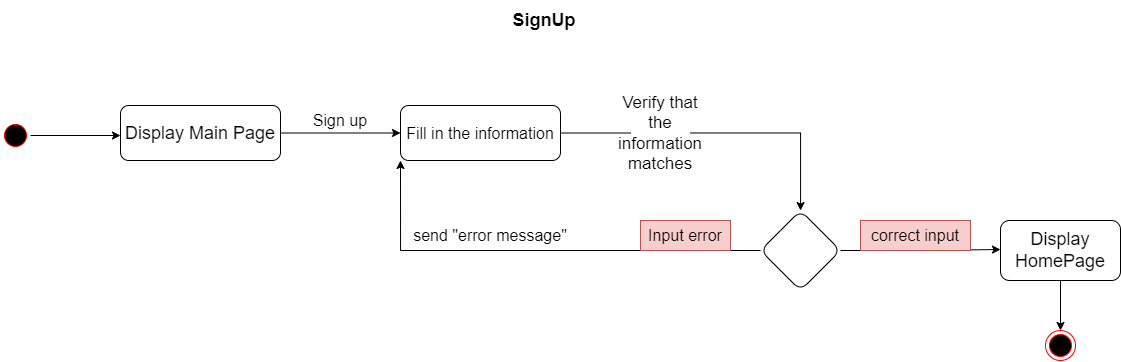 SignUp
Display Main Page
Sign up
Fill in the information
Verify that
the
information
matches
send "error message"
Input error
correct input
Display
HomePage